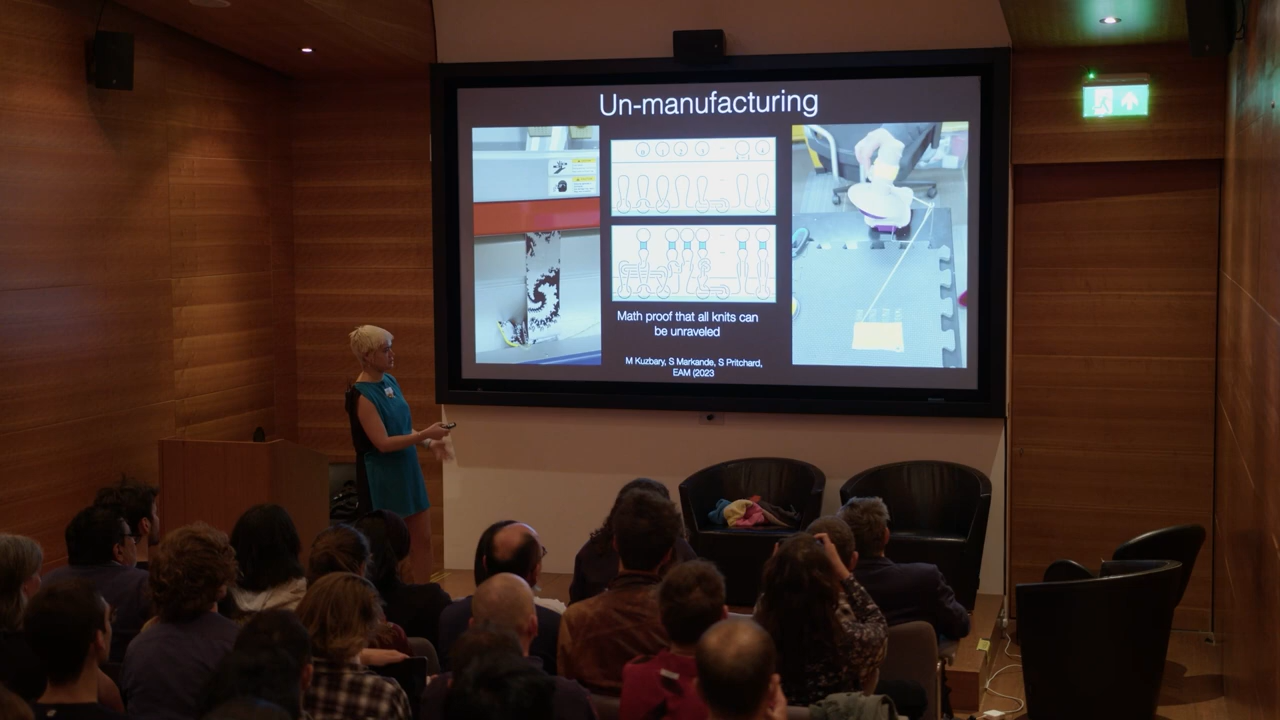 Un-manufacturing
Math proof that all knits can
be unraveled
M Kuzbary, S Markande, S Pritchard,
EAM (2023